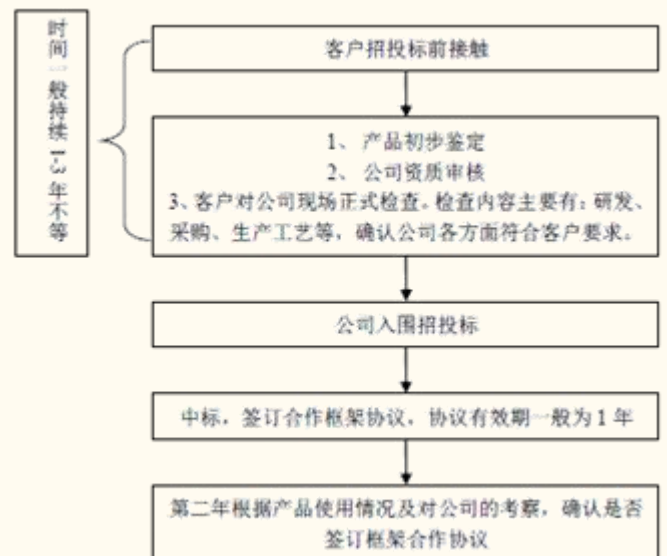 时间一般持续1-3年不等
客户招投标前接触
1、 产品初步鉴定
2、 公司资质审核
3、客户对公司现场正式检查。检查内容主要有：研发、
采购、生产工艺等，确认公司各方面符合客户要求。
公司入围招投标
中标，签订合作框架协议，协议有效期一般为1年
第二年根据产品使用情况及对公司的考察，确认是否
签订框架合作协议